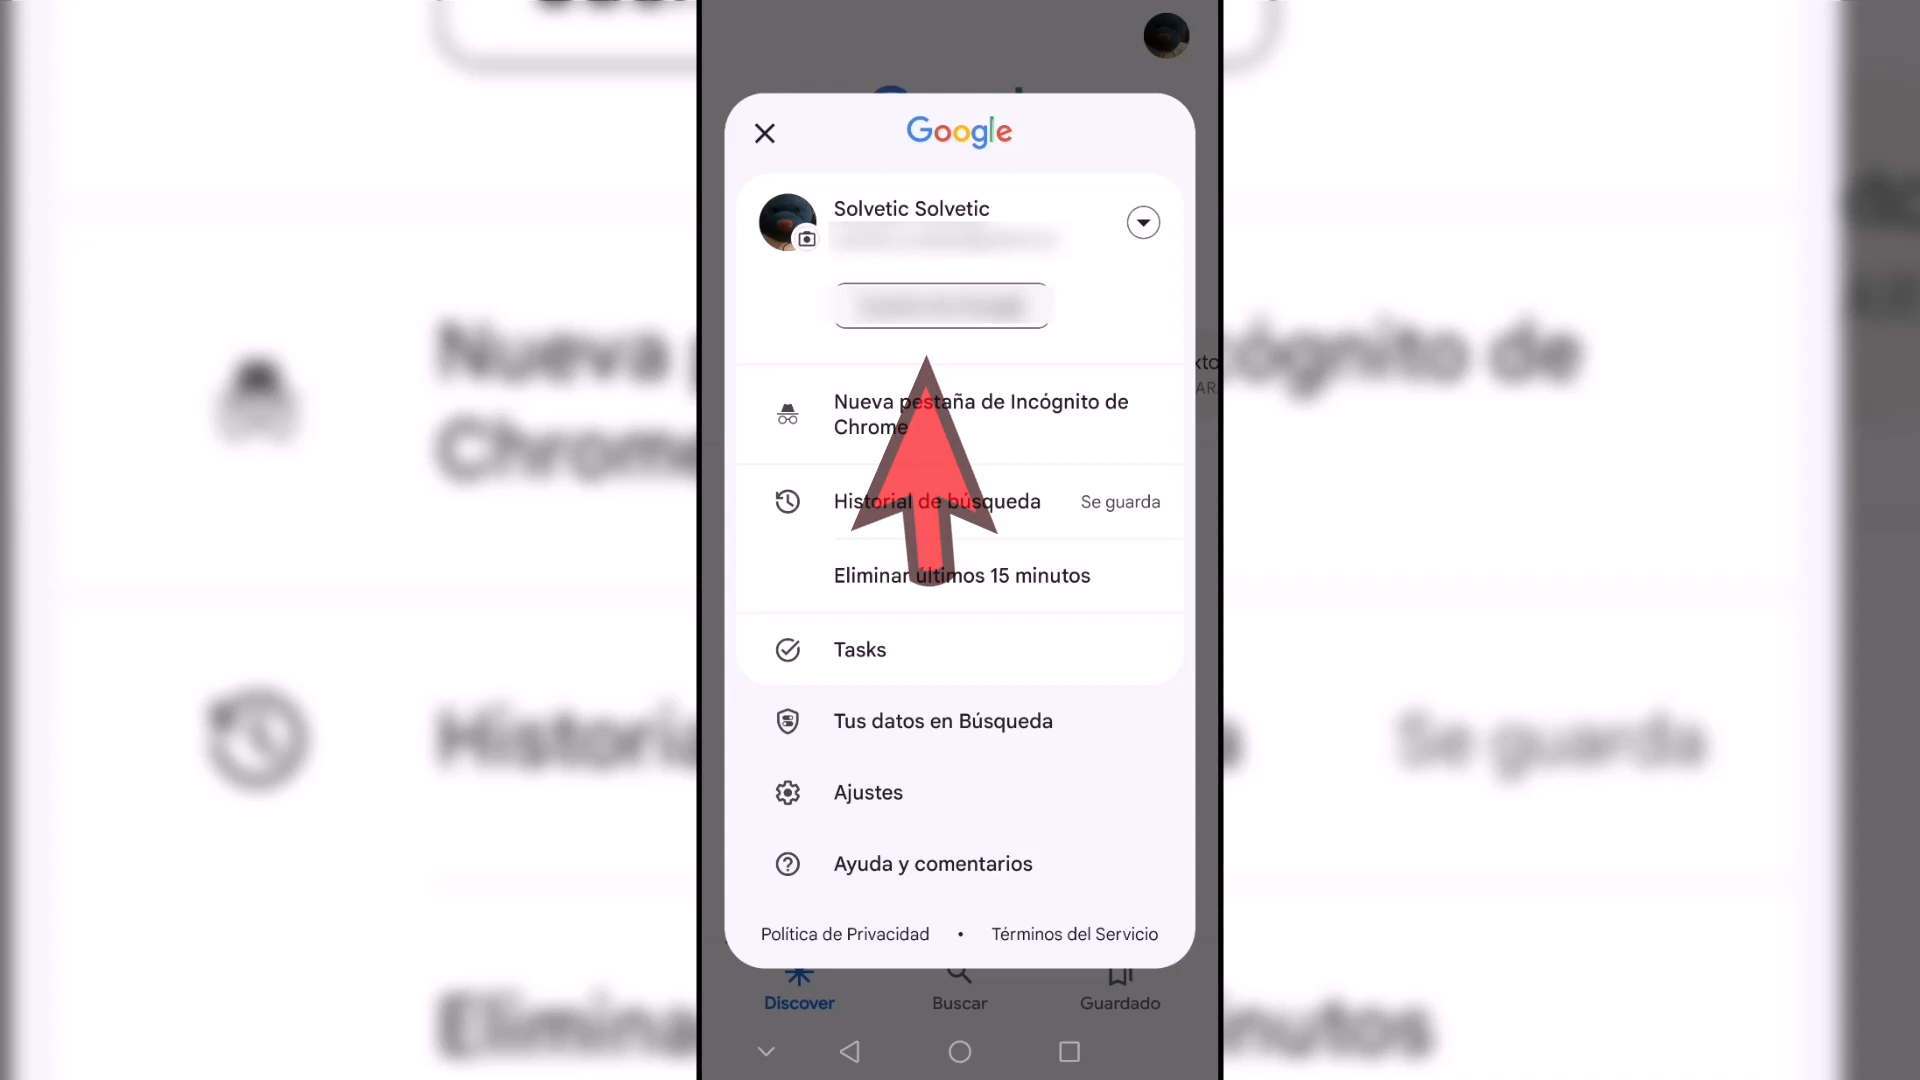 Google
Solvetic Solvetic
Nueva pestaña de Incógnito de
Chrome
Historial de búsqueda
Se guarda
Eliminar últimos 15 minutos
Tasks
Tus datos en Búsqueda
Ajustes
Ayuda y comentarios
Política de Privacidad • Términos del Servicio
Discover
Buscar
Guardado